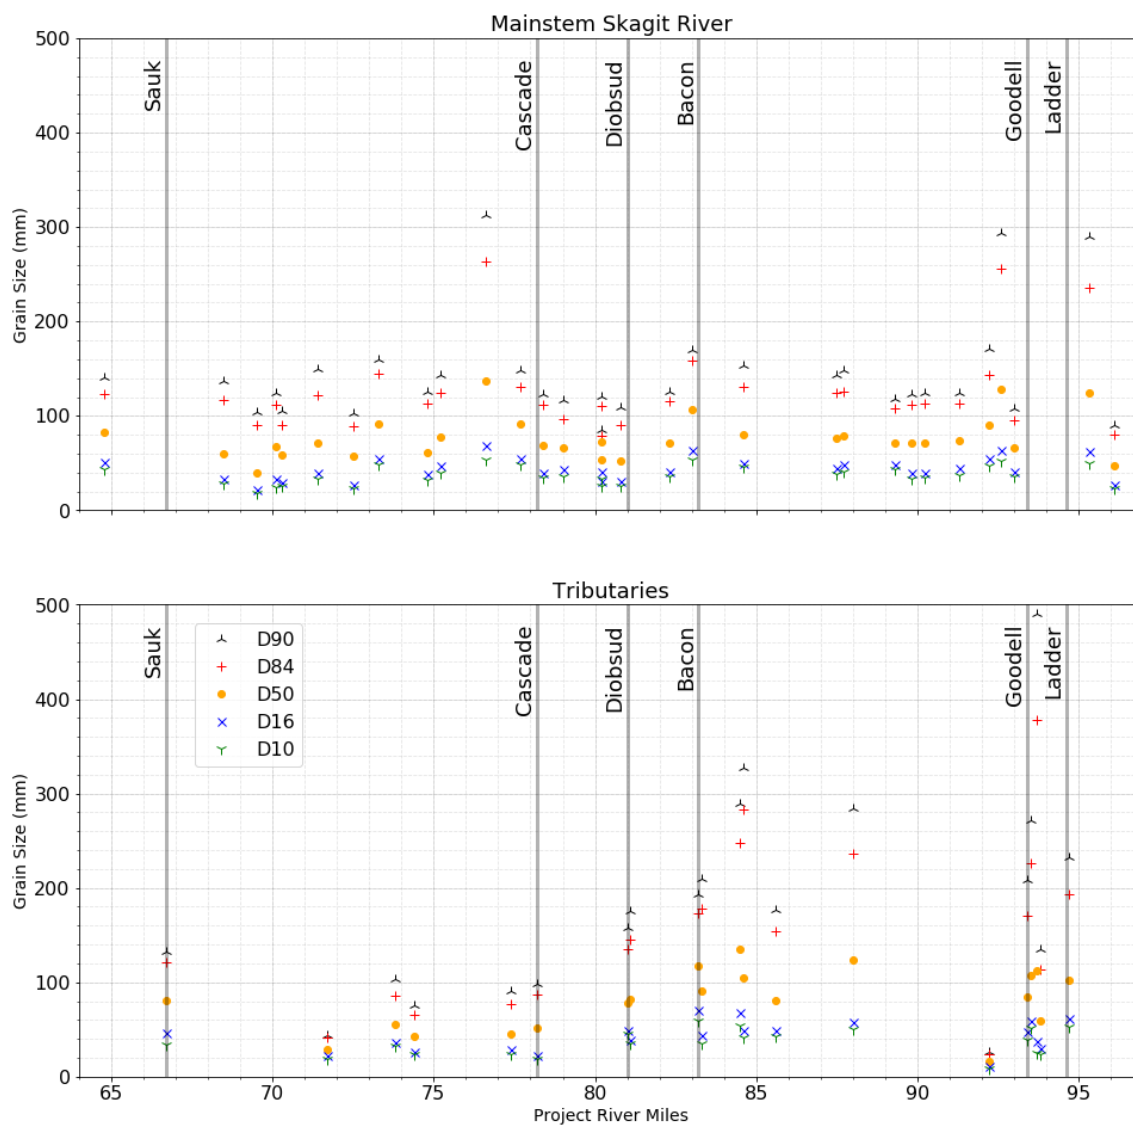 Mainstem Skagit River
500
400
300
200
100
0
Grain Size (mm)
Sauk
Cascade
Diobsud
Bacon
Goodell
Ladder
Tributaries
500
400
300
200
100
0
Grain Size (mm)
Sauk
Cascade
Diobsud
Bacon
Goodell
Ladder
D90
D84
D50
D16
D10
65 70 75 80 85 90 95
Project River Miles